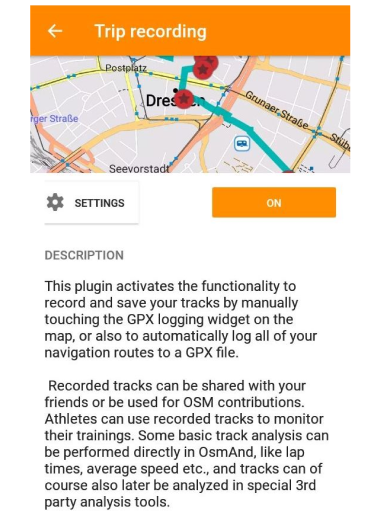 Trip recording
Postplatz
Dresden
Grunaer Straße
rger Straße
Seevorstadt
SETTINGS
ON
DESCRIPTION
This plugin activates the functionality to
record and save your tracks by manually
touching the GPX logging widget on the
map, or also to automatically log all of your
navigation routes to a GPX file.
Recorded tracks can be shared with your
friends or be used for OSM contributions.
Athletes can use recorded tracks to monitor
their trainings. Some basic track analysis can
be performed directly in OsmAnd, like lap
times, average speed etc., and tracks can of
course also later be analyzed in special 3rd
party analysis tools.